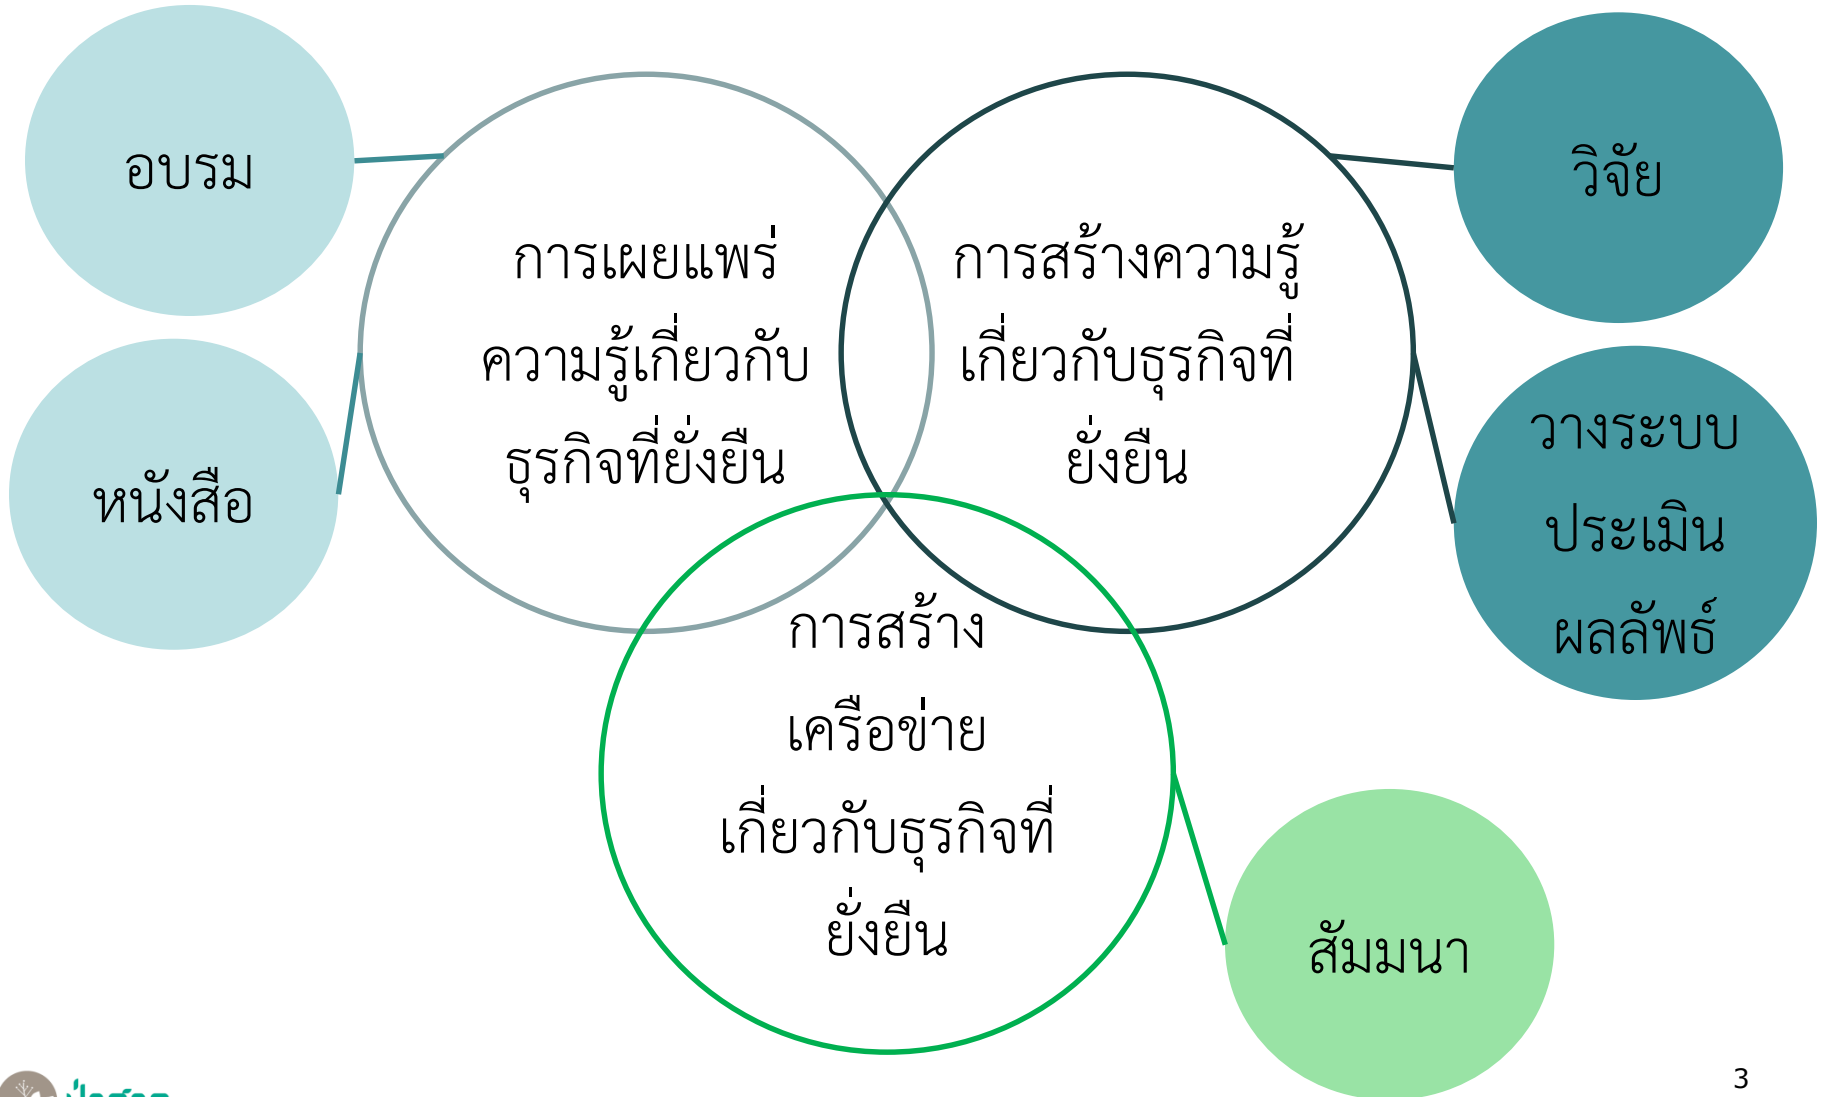 อบรม
หนังสือ
การเผยแพร่
ความรู้เกี่ยวกับ
ธุรกิจที่ยั่งยืน
การสร้างความรู้
เกี่ยวกับธุรกิจที่
ยั่งยืน
วิจัย
วางระบบ
ประเมิน
ผลลัพธ์
การสร้าง
เครือข่าย
เกี่ยวกับธุรกิจที่
ยั่งยืน
สัมมนา
3